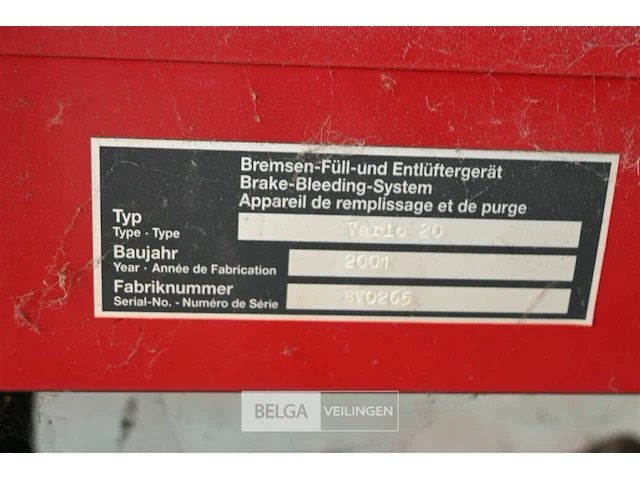 Bremsen-Füll-und Entlüftergerät
Brake-Bleeding-System
Appareil de remplissage et de purge
Typ
Type · Type
Vario 20
Baujahr
Year · Année de Fabrication
2001
Fabriknummer
Serial-No. · Numéro de Série
BV0265
BELGA VEILINGEN